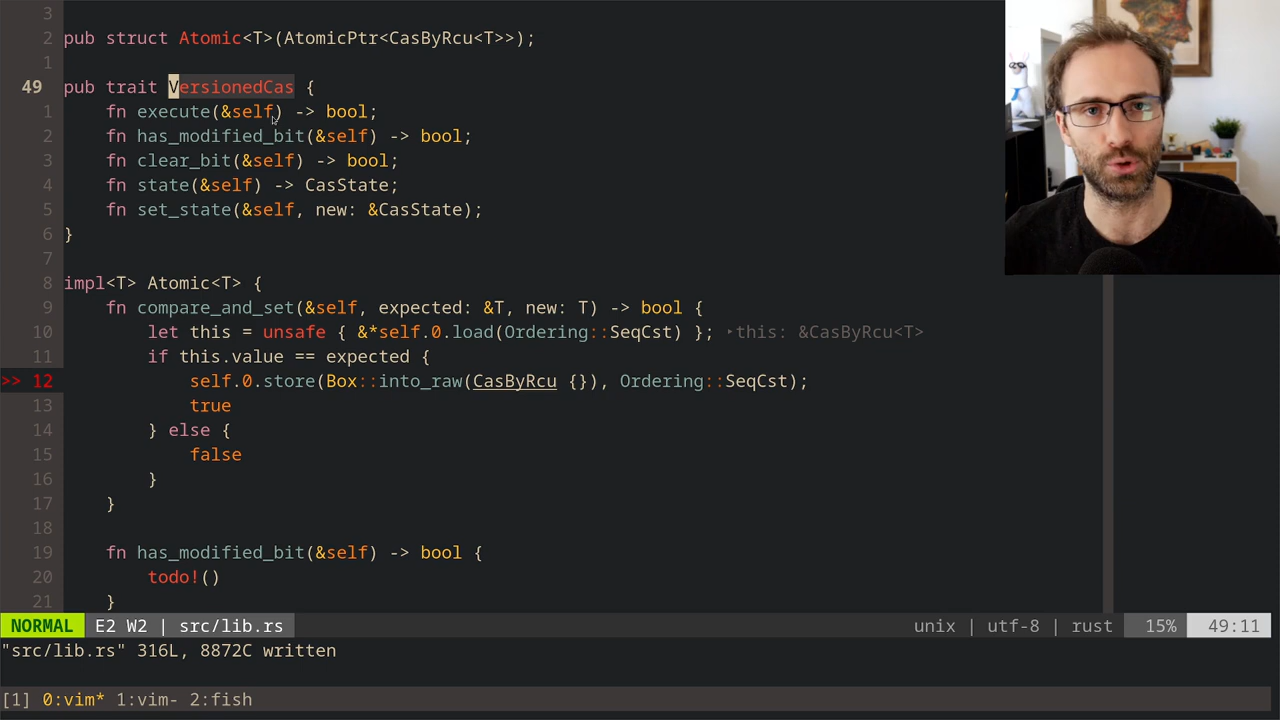 3
2 pub struct Atomic<T>(AtomicPtr<CasByRcu<T>>);
1
49 pub trait VersionedCas {
1     fn execute(&self) -> bool;
2     fn has_modified_bit(&self) -> bool;
3     fn clear_bit(&self) -> bool;
4     fn state(&self) -> CasState;
5     fn set_state(&self, new: &CasState);
6 }
7
8 impl<T> Atomic<T> {
9     fn compare_and_set(&self, expected: &T, new: T) -> bool {
10         let this = unsafe { &*self.0.load(Ordering::SeqCst) }; ‣this: &CasByRcu<T>
11         if this.value == expected {
>> 12             self.0.store(Box::into_raw(CasByRcu {}), Ordering::SeqCst);
13             true
14         } else {
15             false
16         }
17     }
18
19     fn has_modified_bit(&self) -> bool {
20         todo!()
21     }
NORMAL E2 W2 | src/lib.rs unix | utf-8 | rust 15% 49:11
"src/lib.rs" 316L, 8872C written
[1] 0:vim* 1:vim- 2:fish